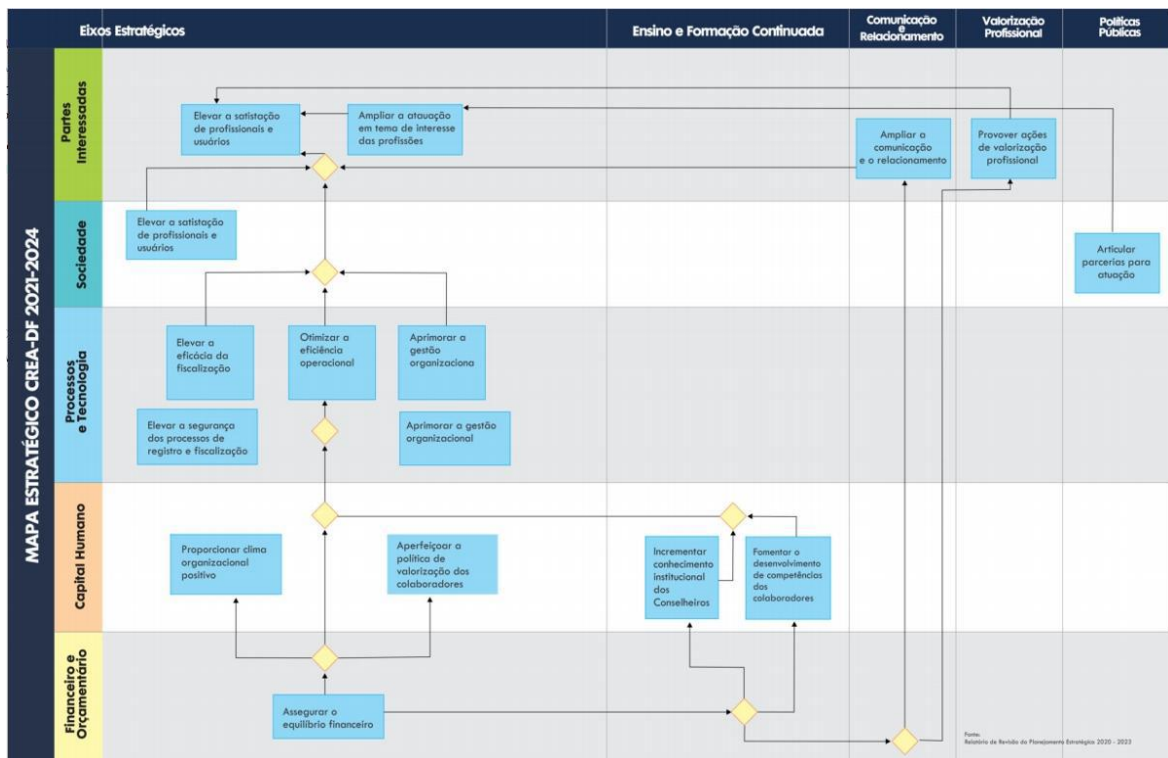 MAPA ESTRATÉGICO CREA-DF 2021-2024
Eixos Estratégicos
Ensino e Formação Continuada
Comunicação
e
Relacionamento
Valorização
Profissional
Políticas
Públicas
Partes
Interessadas
Elevar a satisfação
de profissionais e
usuários
Ampliar a atauação
em tema de interesse
das profissões
Ampliar a
comunicação
e o relacionamento
Provover ações
de valorização
profissional
Sociedade
Elevar a satistação
de profissionais e
usuários
Articular
parcerias para
atuação
Processos
e Tecnologia
Elevar a
eficácia da
fiscalização
Otimizar a
eficiência
operacional
Aprimorar a
gestão
organizaciona
Elevar a segurança
dos processos de
registro e fiscalização
Aprimorar a gestão
organizacional
Capital Humano
Proporcionar clima
organizacional
positivo
Aperfeiçoar a
política de
valorização dos
colaboradores
Incrementar
conhecimento
institucional
dos
Conselheiros
Fomentar o
desenvolvimento
de competências
dos
colaboradores
Financeiro e
Orçamentário
Assegurar o
equilíbrio financeiro
Fonte:
Relatório de Revisão do Planejamento Estratégico 2020 - 2023